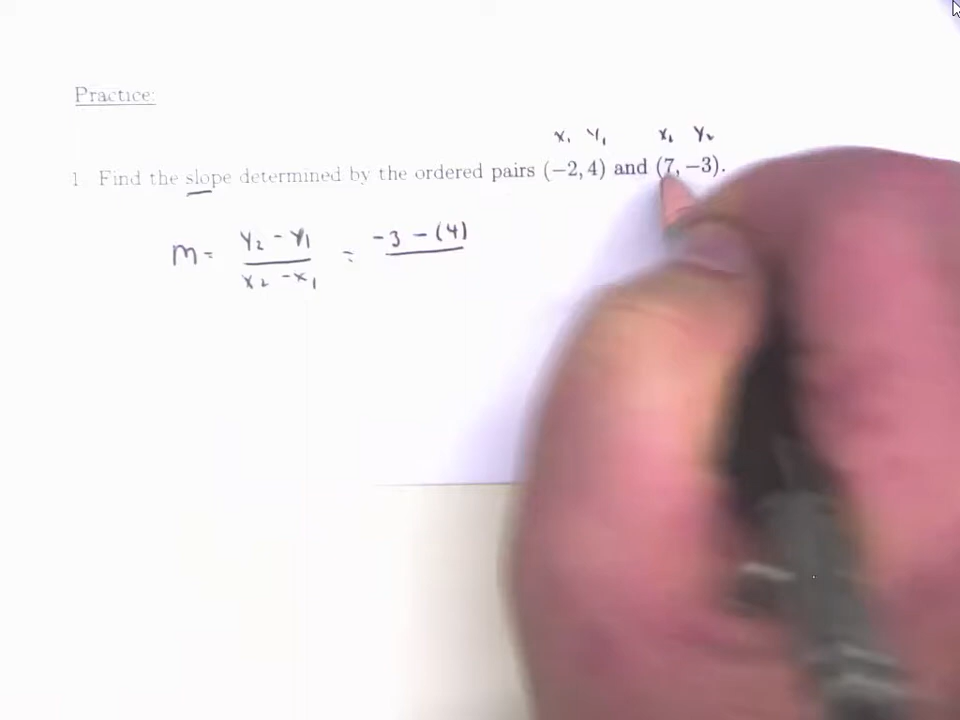 Practice:
x₁ y₁ x₂ y₂
1. Find the slope determined by the ordered pairs (−2, 4) and (7, −3).
m = y₂ - y₁ / x₂ - x₁ = -3 - (4)